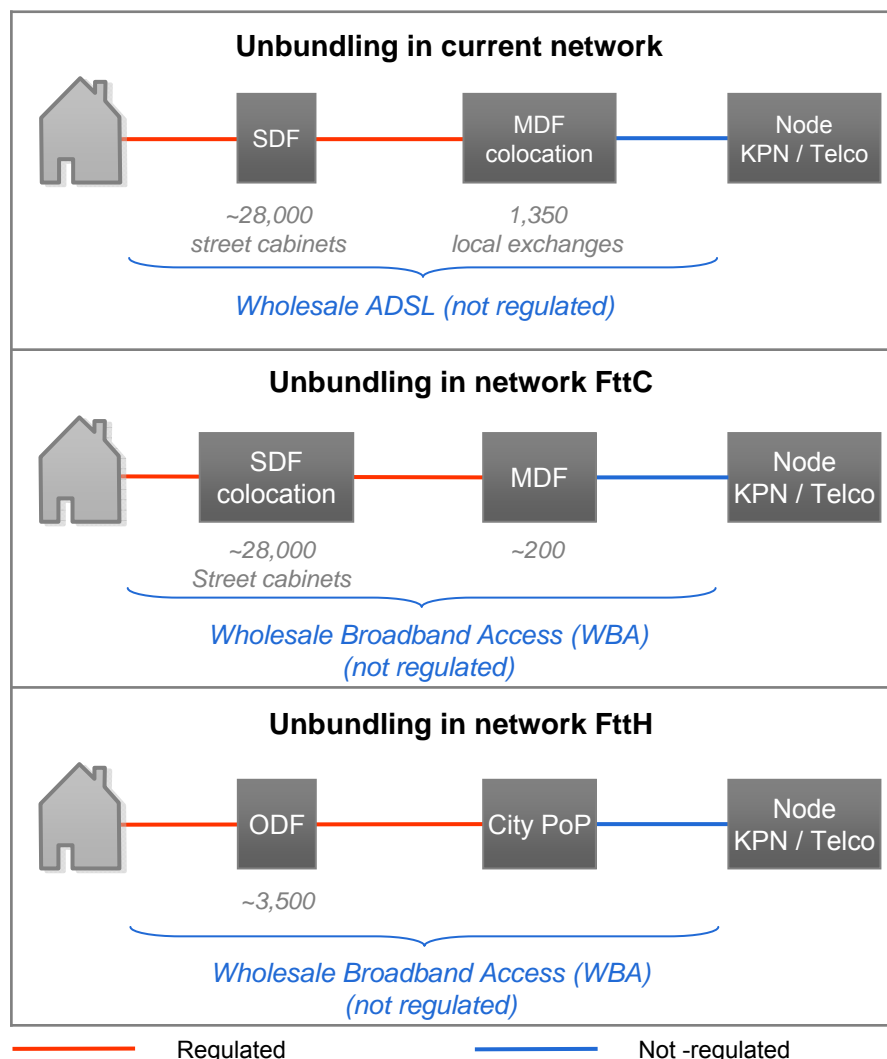 Unbundling in current network
SDF
MDF
colocation
Node
KPN / Telco
~28,000
street cabinets
1,350
local exchanges
Wholesale ADSL (not regulated)
Unbundling in network FttC
SDF
colocation
MDF
Node
KPN / Telco
~28,000
Street cabinets
~200
Wholesale Broadband Access (WBA)
(not regulated)
Unbundling in network FttH
ODF
City PoP
Node
KPN / Telco
~3,500
Wholesale Broadband Access (WBA)
(not regulated)
Regulated
Not -regulated